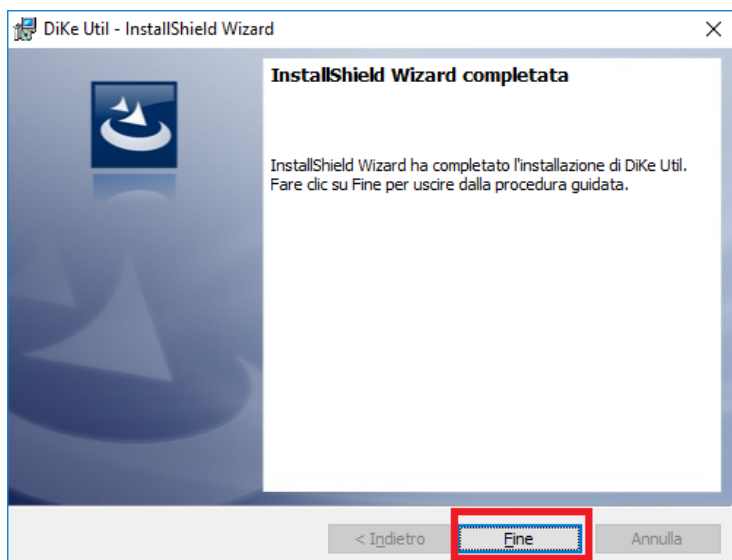 DiKe Util - InstallShield Wizard
InstallShield Wizard completata
InstallShield Wizard ha completato l'installazione di DiKe Util.
Fare clic su Fine per uscire dalla procedura guidata.
< Indietro Fine Annulla